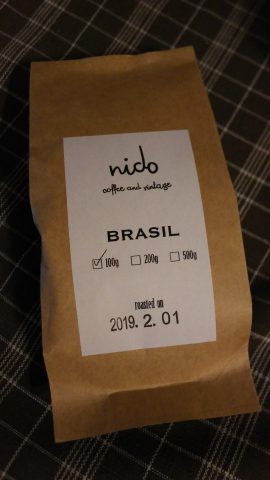 nido
coffee and vintage
BRASIL
100g 200g 500g
roasted on
2019. 2. 01